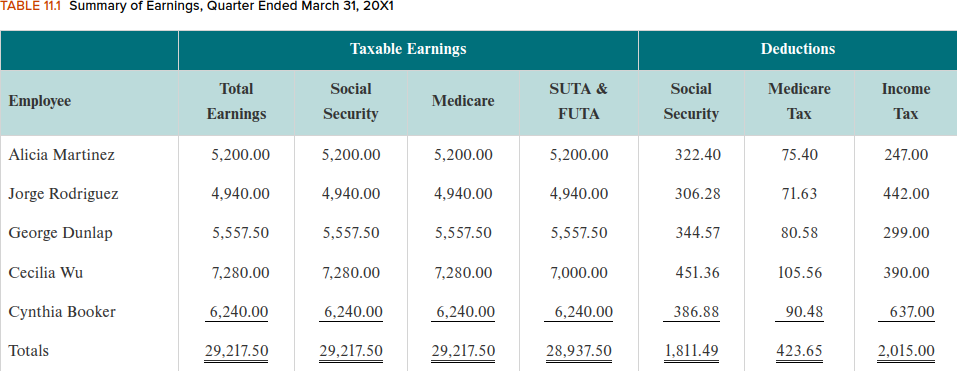 TABLE 11.1 Summary of Earnings, Quarter Ended March 31, 20X1
Taxable Earnings Deductions
Employee Total Earnings Social Security Medicare SUTA & FUTA Social Security Medicare Tax Income Tax
Alicia Martinez 5,200.00 5,200.00 5,200.00 5,200.00 322.40 75.40 247.00
Jorge Rodriguez 4,940.00 4,940.00 4,940.00 4,940.00 306.28 71.63 442.00
George Dunlap 5,557.50 5,557.50 5,557.50 5,557.50 344.57 80.58 299.00
Cecilia Wu 7,280.00 7,280.00 7,280.00 7,000.00 451.36 105.56 390.00
Cynthia Booker 6,240.00 6,240.00 6,240.00 6,240.00 386.88 90.48 637.00
Totals 29,217.50 29,217.50 29,217.50 28,937.50 1,811.49 423.65 2,015.00